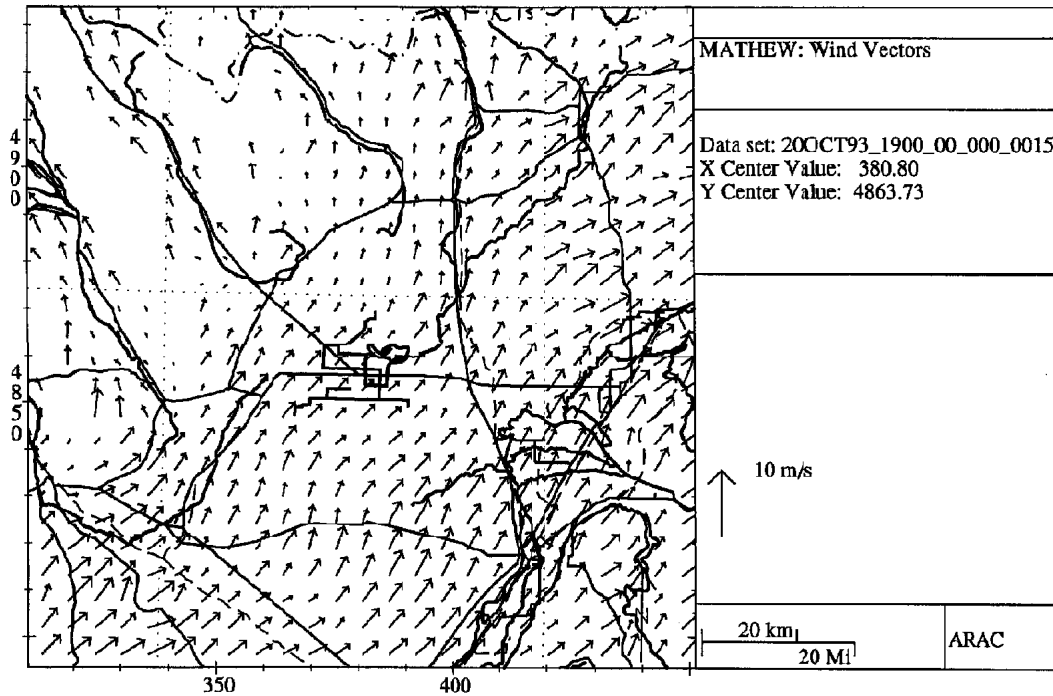 MATHEW: Wind Vectors
Data set: 20OCT93_1900_00_000_0015
X Center Value: 380.80
Y Center Value: 4863.73
4900
4850
10 m/s
20 km
20 MI
ARAC
350
400